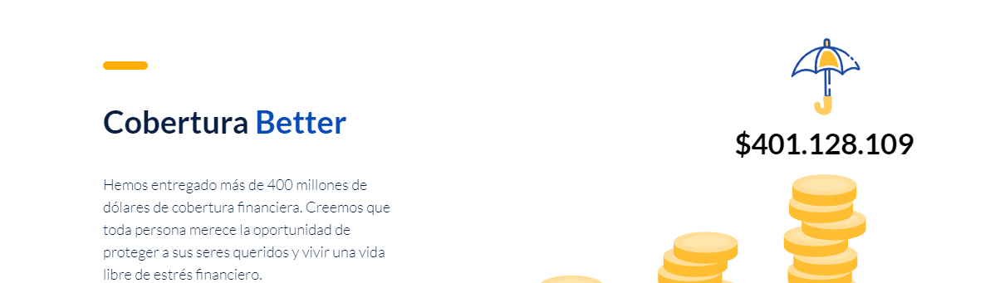 Cobertura Better
$401.128.109
Hemos entregado más de 400 millones de
dólares de cobertura financiera. Creemos que
toda persona merece la oportunidad de
proteger a sus seres queridos y vivir una vida
libre de estrés financiero.